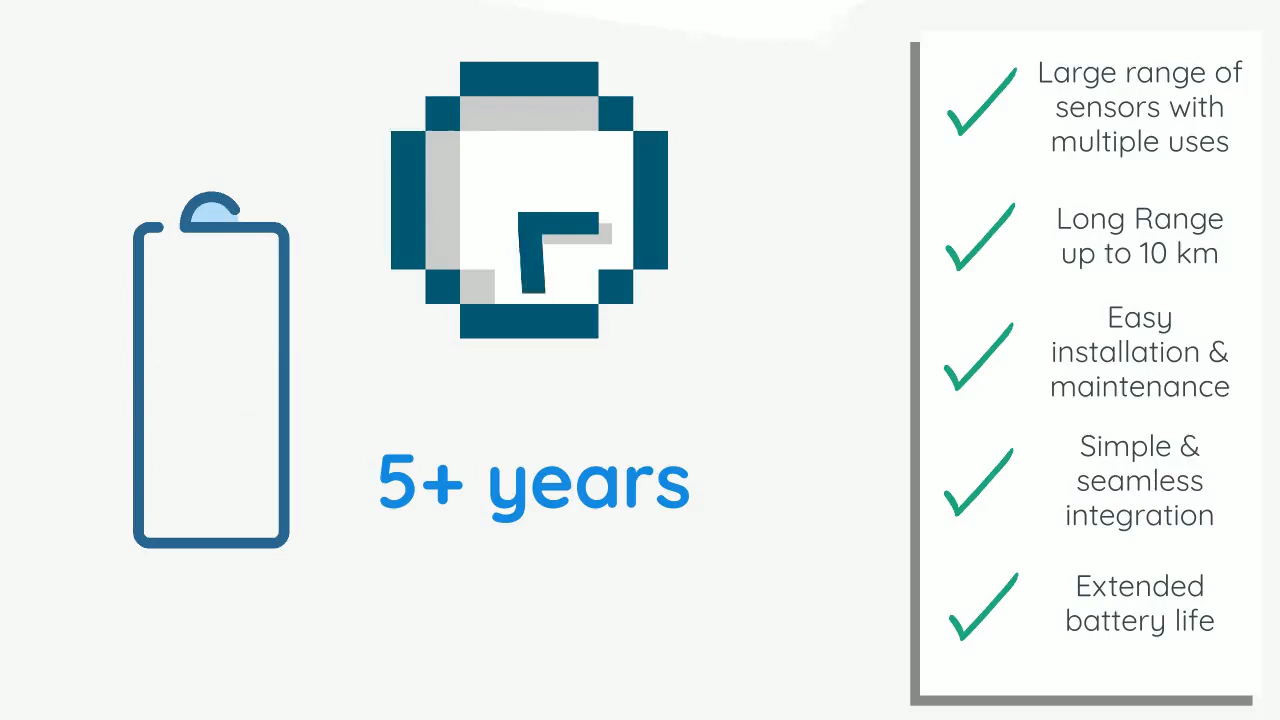 5+ years
Large range of
sensors with
multiple uses
Long Range
up to 10 km
Easy
installation &
maintenance
Simple &
seamless
integration
Extended
battery life